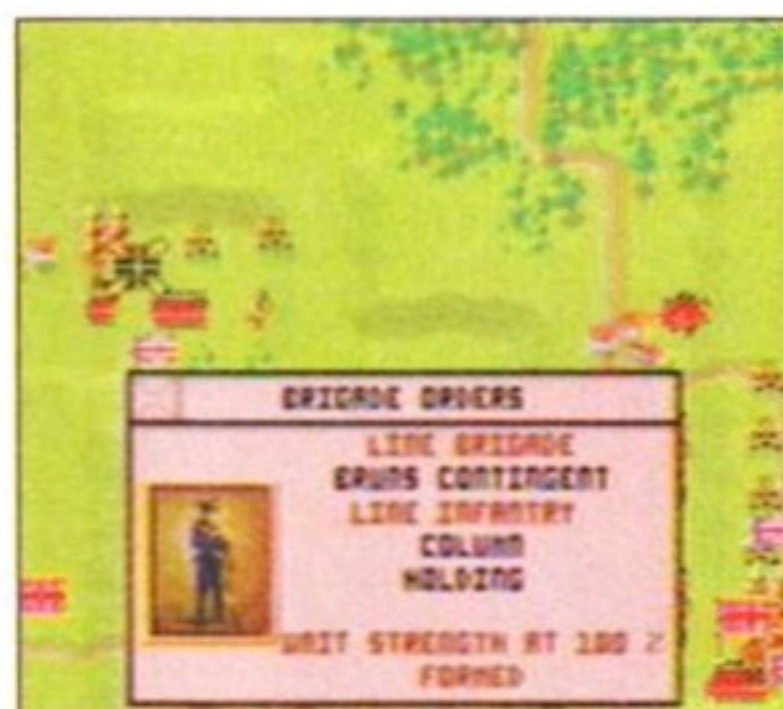 BRIGADE ORDERS
LINE BRIGADE
BRUNS CONTINGENT
LINE INFANTRY
COLUMN
HOLDING
UNIT STRENGTH AT 100 %
FORMED